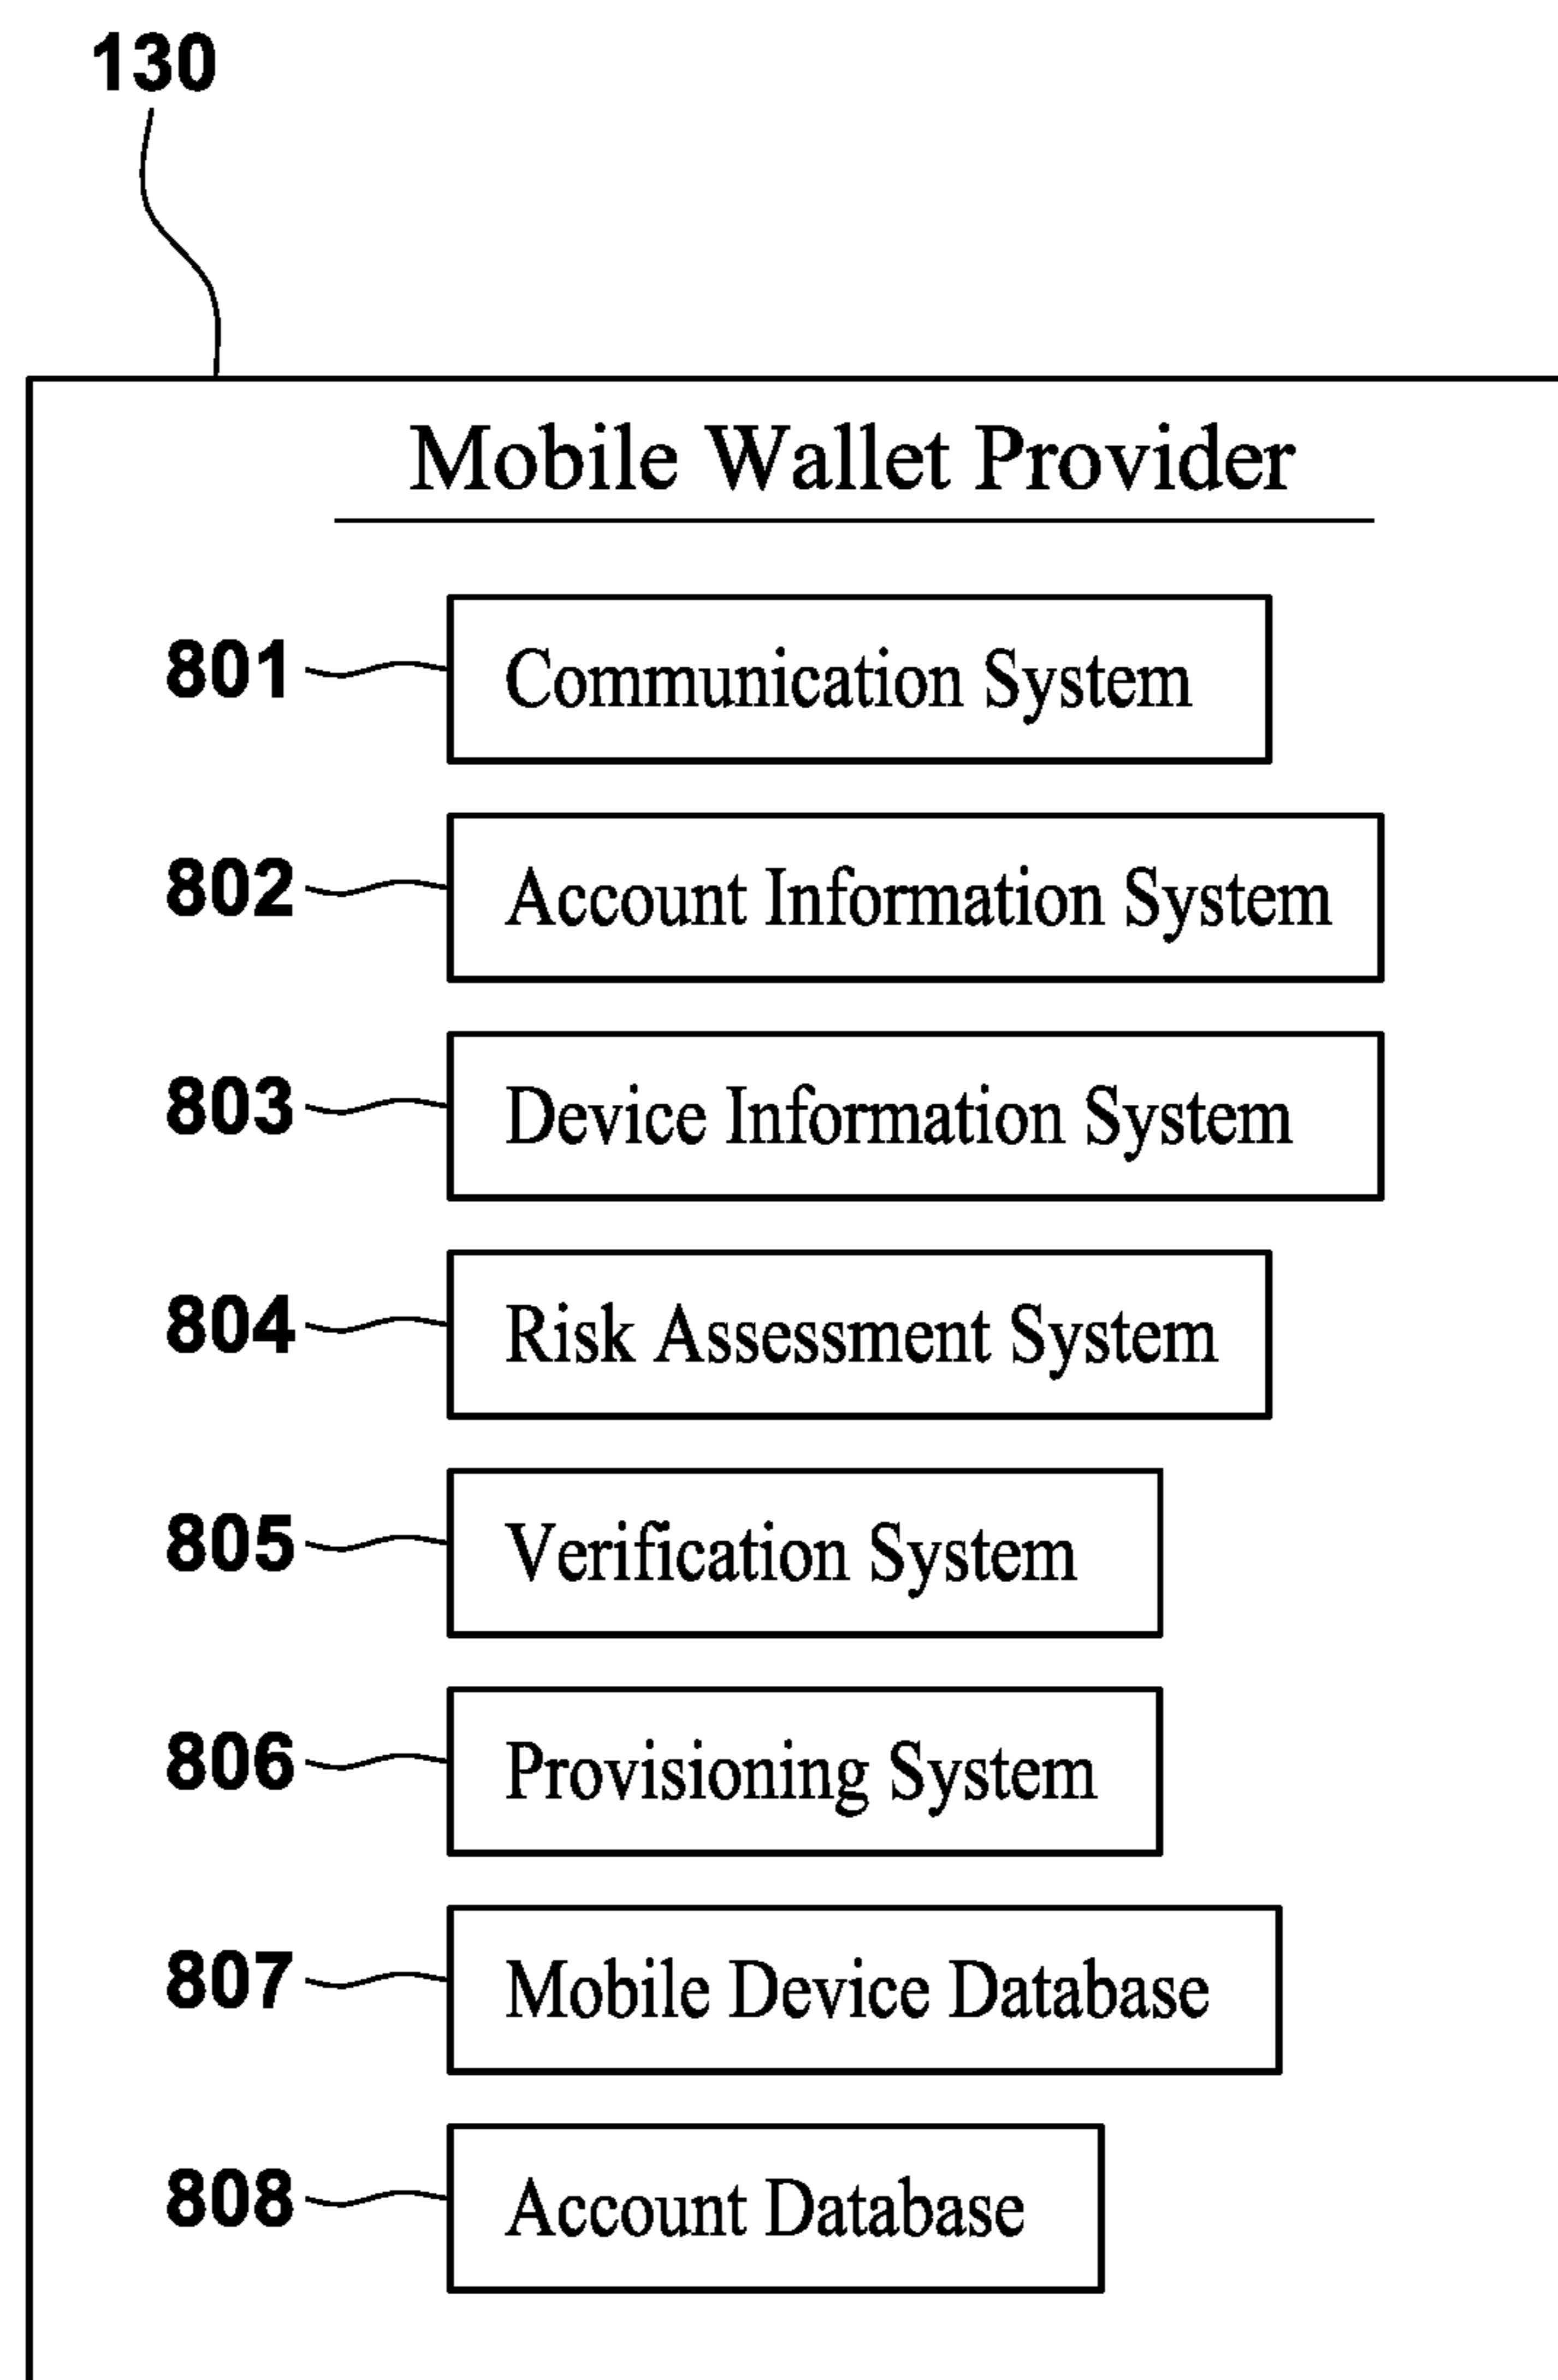 130
Mobile Wallet Provider
801 Communication System
802 Account Information System
803 Device Information System
804 Risk Assessment System
805 Verification System
806 Provisioning System
807 Mobile Device Database
808 Account Database